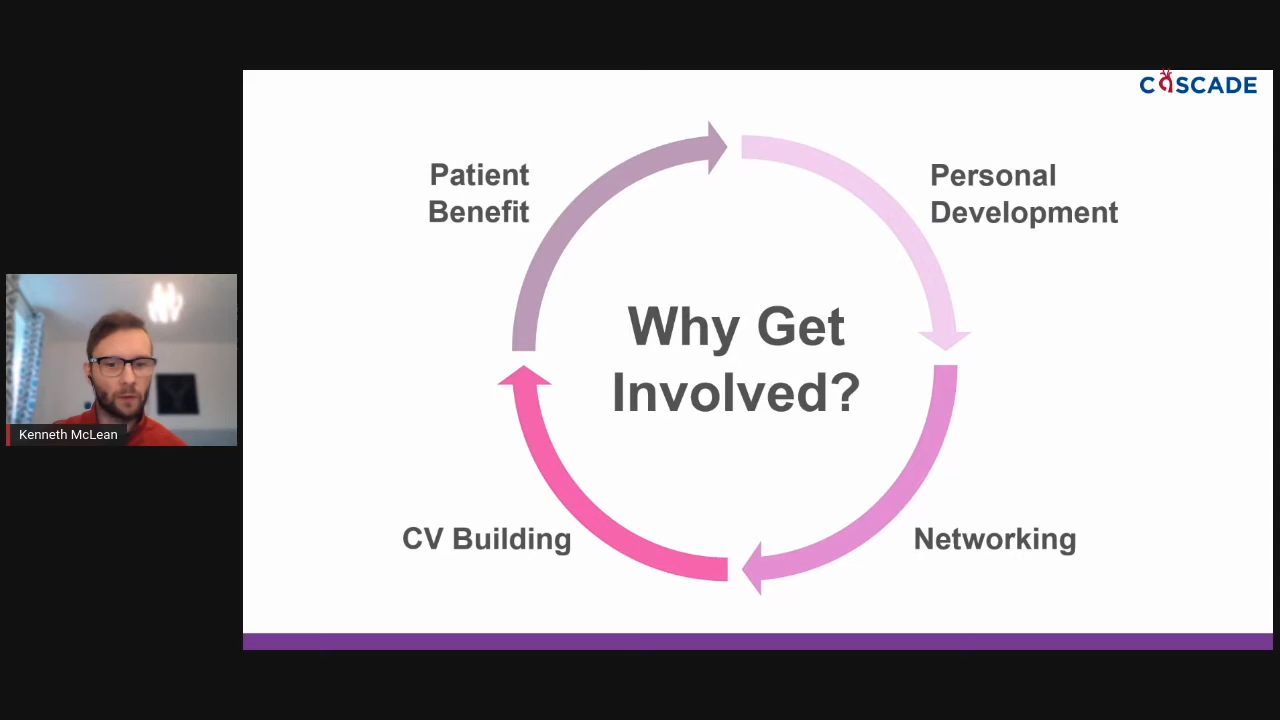 CASCADE
Patient
Benefit
Personal
Development
Why Get
Involved?
CV Building
Networking
Kenneth McLean